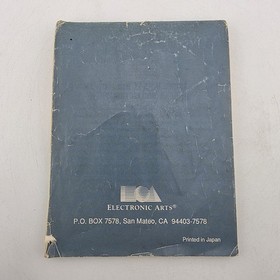 ELECTRONIC ARTS®
P.O. BOX 7578, San Mateo, CA 94403-7578
Printed in Japan